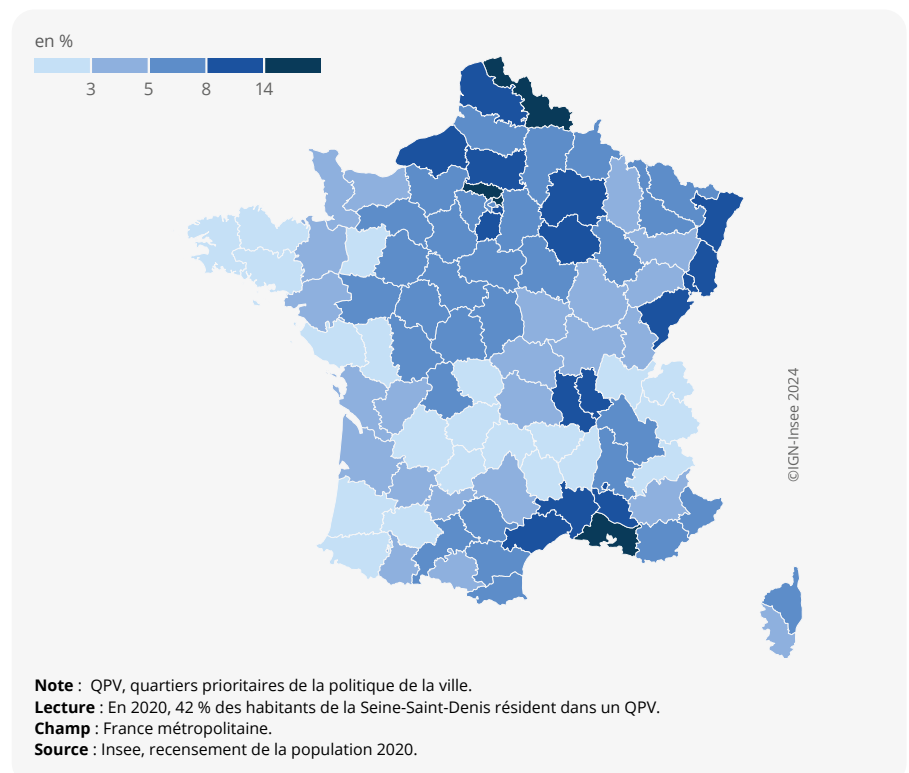 en %
3 5 8 14
©IGN-Insee 2024
Note : QPV, quartiers prioritaires de la politique de la ville.
Lecture : En 2020, 42 % des habitants de la Seine-Saint-Denis résident dans un QPV.
Champ : France métropolitaine.
Source : Insee, recensement de la population 2020.